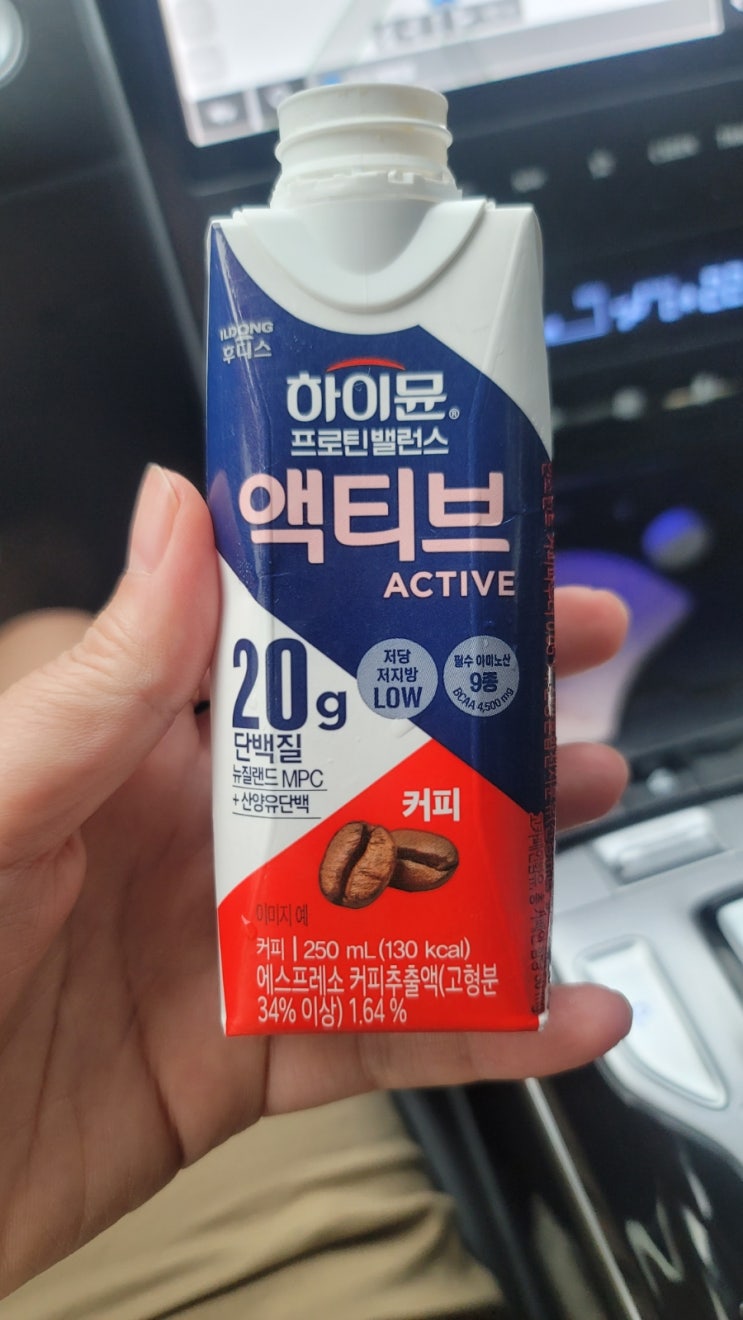 ILDONG
후디스
하이뮨®
프로틴밸런스
액티브
ACTIVE
20g
단백질
뉴질랜드 MPC
+ 산양유단백
저당
저지방
LOW
필수 아미노산
9종
BCAA 4,500 mg
커피
이미지 예
커피 | 250 mL (130 kcal)
에스프레소 커피추출액(고형분
34% 이상) 1.64 %